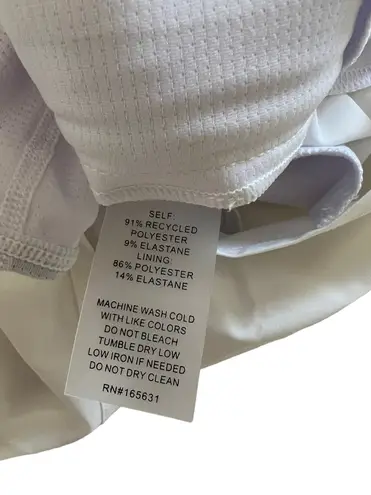 SELF:
91% RECYCLED
POLYESTER
9% ELASTANE
LINING:
86% POLYESTER
14% ELASTANE
MACHINE WASH COLD
WITH LIKE COLORS
DO NOT BLEACH
TUMBLE DRY LOW
LOW IRON IF NEEDED
DO NOT DRY CLEAN
RN#165631